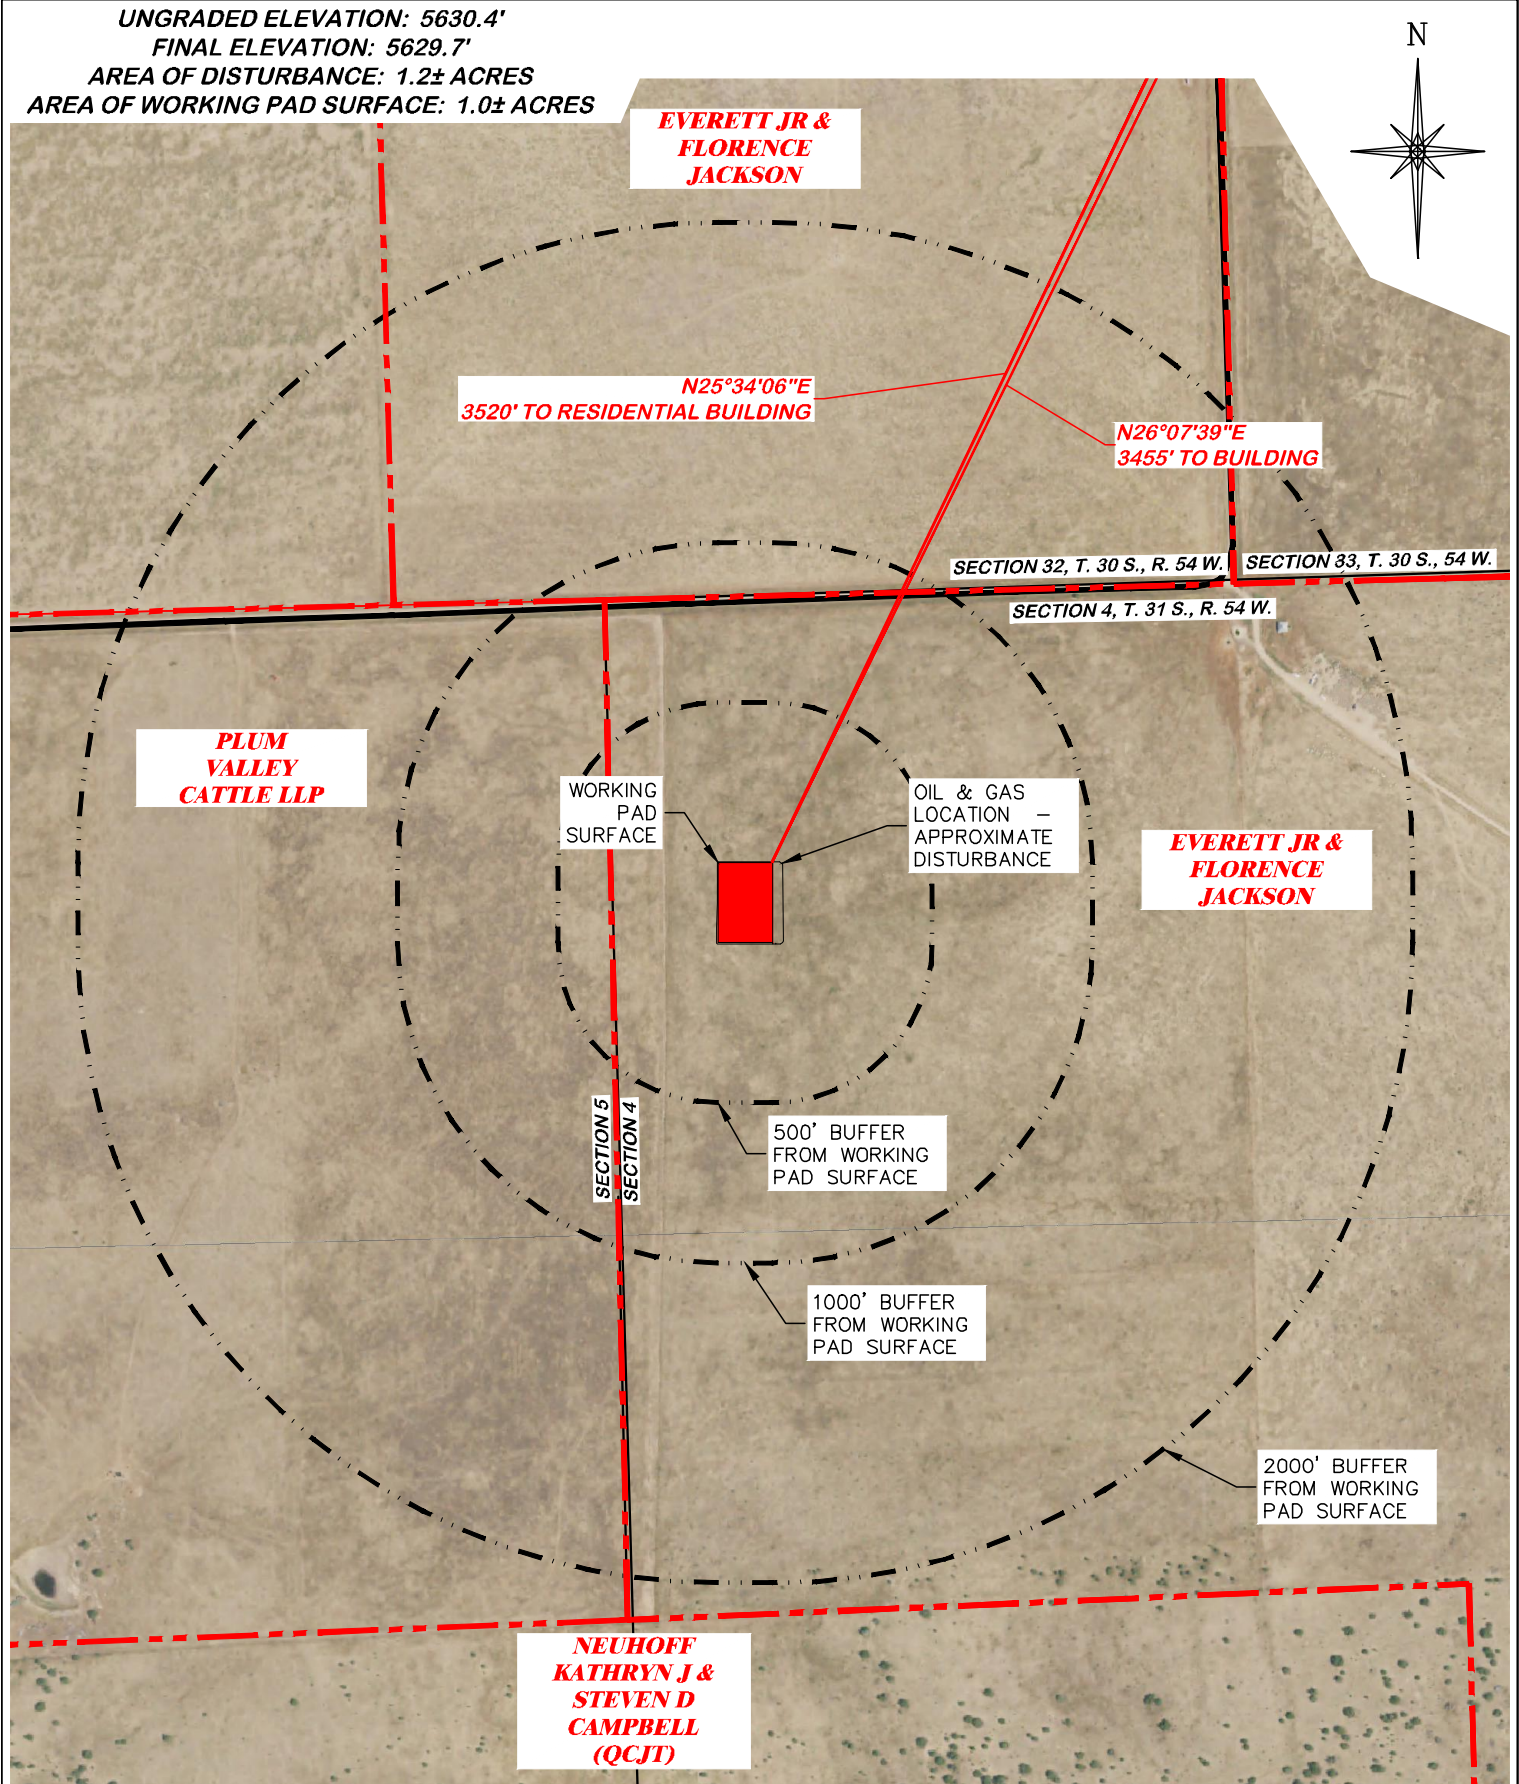 UNGRADED ELEVATION: 5630.4'
FINAL ELEVATION: 5629.7'
AREA OF DISTURBANCE: 1.2± ACRES
AREA OF WORKING PAD SURFACE: 1.0± ACRES
N
EVERETT JR &
FLORENCE
JACKSON
N25°34'06"E
3520' TO RESIDENTIAL BUILDING
N26°07'39"E
3455' TO BUILDING
SECTION 32, T. 30 S., R. 54 W.
SECTION 33, T. 30 S., 54 W.
SECTION 4, T. 31 S., R. 54 W.
PLUM
VALLEY
CATTLE LLP
WORKING
PAD
SURFACE
OIL & GAS
LOCATION –
APPROXIMATE
DISTURBANCE
EVERETT JR &
FLORENCE
JACKSON
SECTION 5
SECTION 4
500' BUFFER
FROM WORKING
PAD SURFACE
1000' BUFFER
FROM WORKING
PAD SURFACE
2000' BUFFER
FROM WORKING
PAD SURFACE
NEUHOFF
KATHRYN J &
STEVEN D
CAMPBELL
(QCJT)